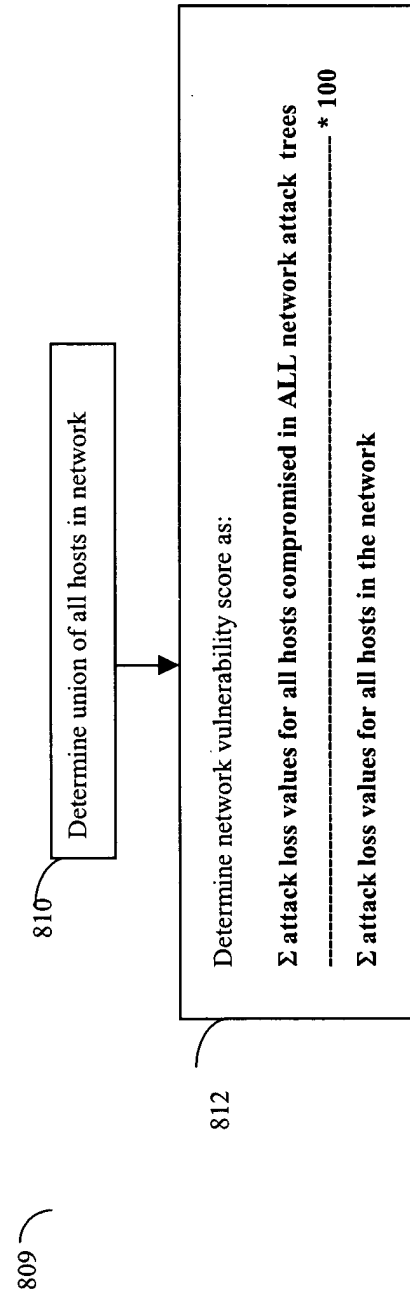 809
810
Determine union of all hosts in network
812
Determine network vulnerability score as:
Σ attack loss values for all hosts compromised in ALL network attack trees
---------------------------------------------------------------------- * 100
Σ attack loss values for all hosts in the network